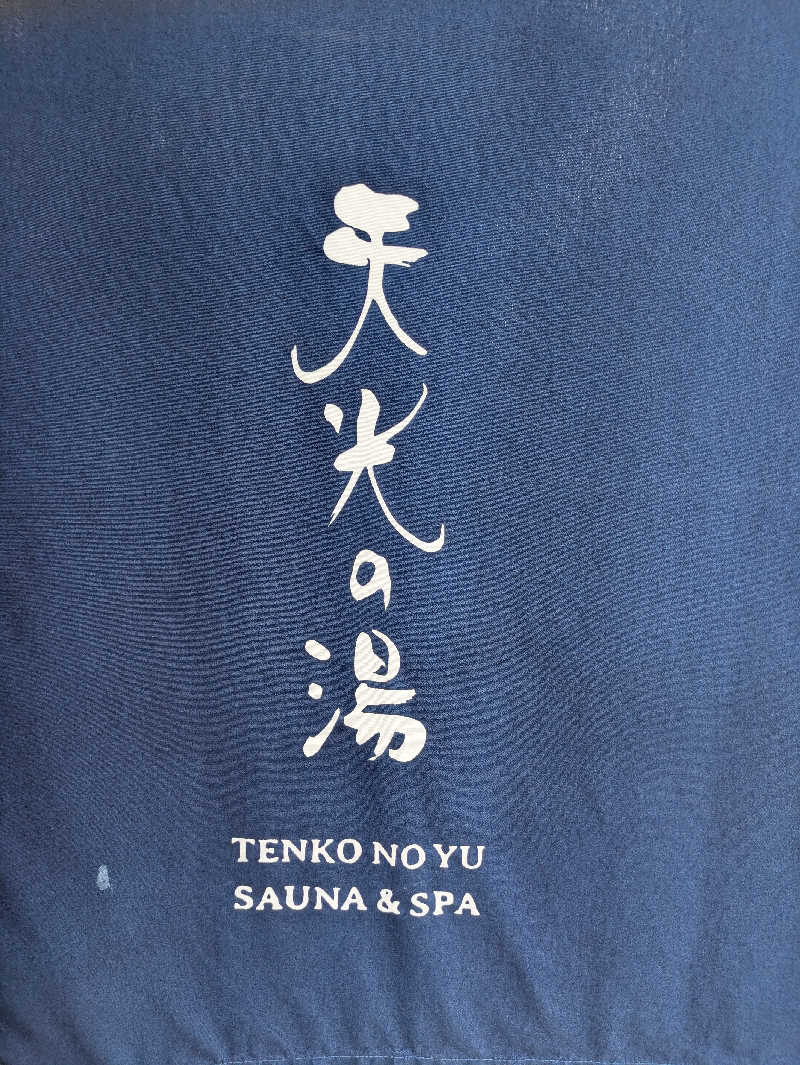 天光の湯
TENKO NO YU
SAUNA & SPA